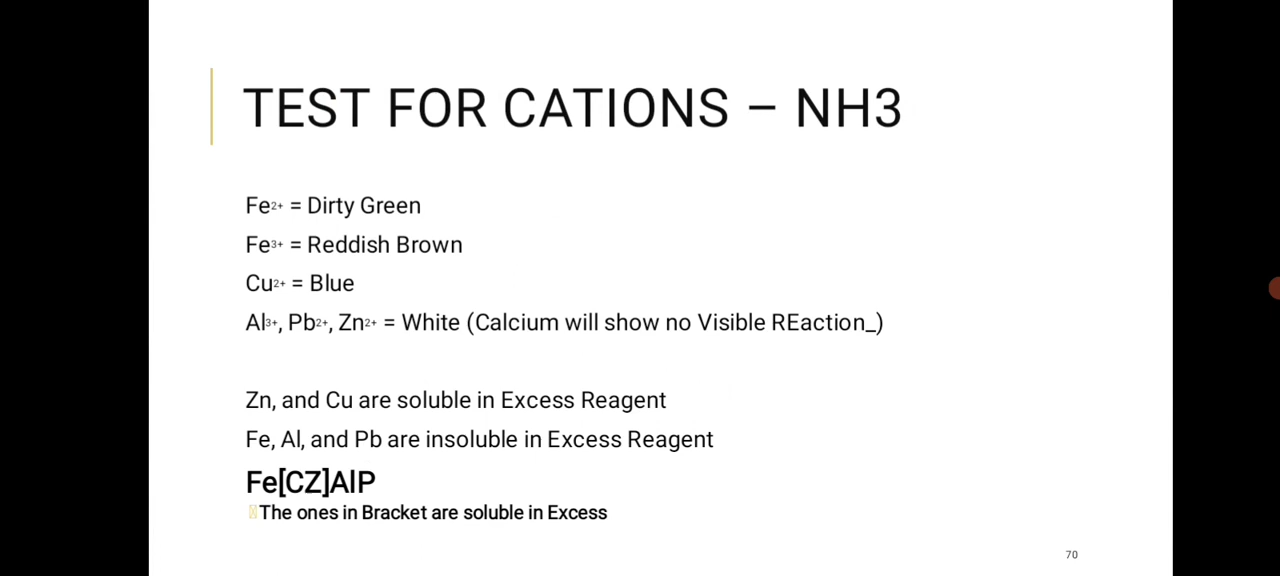 TEST FOR CATIONS – NH3
Fe2+ = Dirty Green
Fe3+ = Reddish Brown
Cu2+ = Blue
Al3+, Pb2+, Zn2+ = White (Calcium will show no Visible REaction_)
Zn, and Cu are soluble in Excess Reagent
Fe, Al, and Pb are insoluble in Excess Reagent
Fe[CZ]AlP
The ones in Bracket are soluble in Excess
70